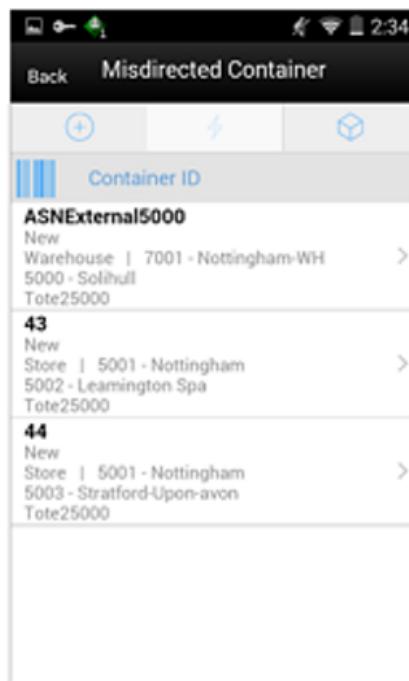 2:34
Back Misdirected Container
Container ID
ASNExternal5000
New
Warehouse | 7001 - Nottingham-WH
5000 - Solihull
Tote25000
43
New
Store | 5001 - Nottingham
5002 - Leamington Spa
Tote25000
44
New
Store | 5001 - Nottingham
5003 - Stratford-Upon-avon
Tote25000